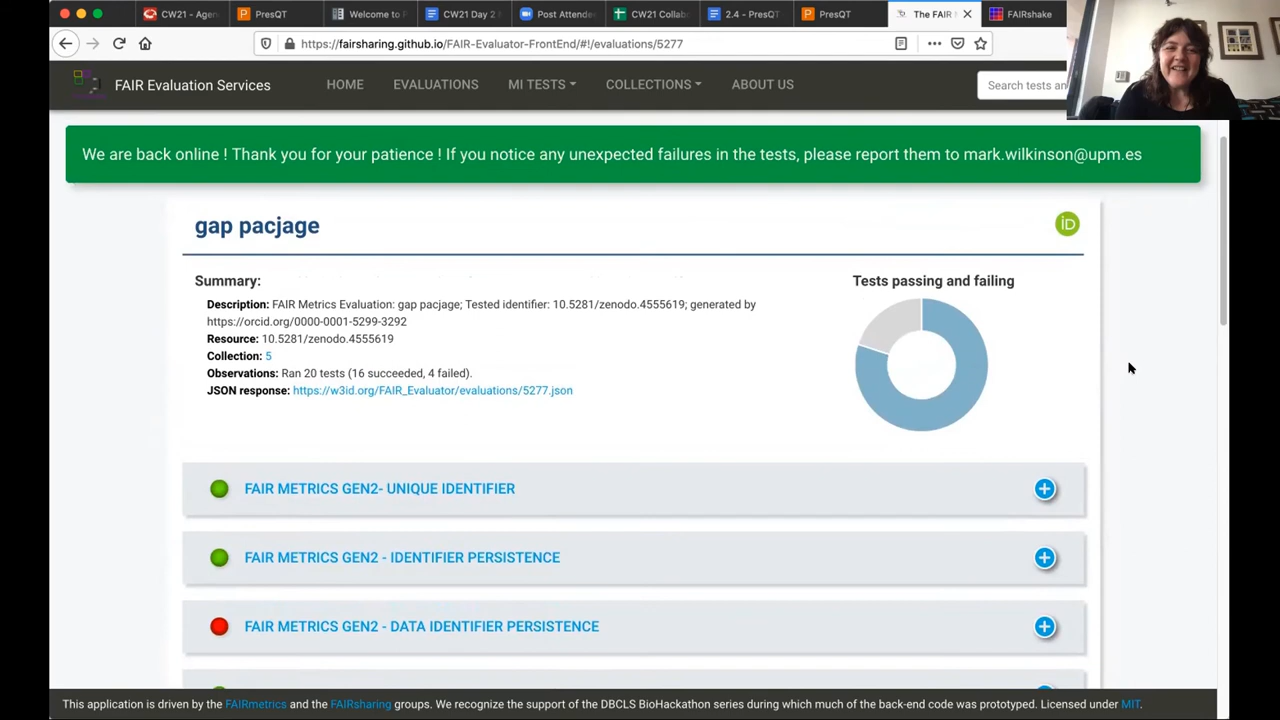 CW21 - Agen
PresQT
Welcome to P
CW21 Day 2
Post Attende
CW21 Collab
2.4 - PresQT
PresQT
The FAIR
FAIRshake
https://fairsharing.github.io/FAIR-Evaluator-FrontEnd/#!/evaluations/5277
FAIR Evaluation Services
HOME
EVALUATIONS
MI TESTS
COLLECTIONS
ABOUT US
Search tests an
We are back online ! Thank you for your patience ! If you notice any unexpected failures in the tests, please report them to mark.wilkinson@upm.es
gap pacjage
iD
Summary:
Description: FAIR Metrics Evaluation: gap pacjage; Tested identifier: 10.5281/zenodo.4555619; generated by
https://orcid.org/0000-0001-5299-3292
Resource: 10.5281/zenodo.4555619
Collection: 5
Observations: Ran 20 tests (16 succeeded, 4 failed).
JSON response: https://w3id.org/FAIR_Evaluator/evaluations/5277.json
Tests passing and failing
FAIR METRICS GEN2- UNIQUE IDENTIFIER
FAIR METRICS GEN2 - IDENTIFIER PERSISTENCE
FAIR METRICS GEN2 - DATA IDENTIFIER PERSISTENCE
This application is driven by the FAIRmetrics and the FAIRsharing groups. We recognize the support of the DBCLS BioHackathon series during which much of the back-end code was prototyped. Licensed under MIT.